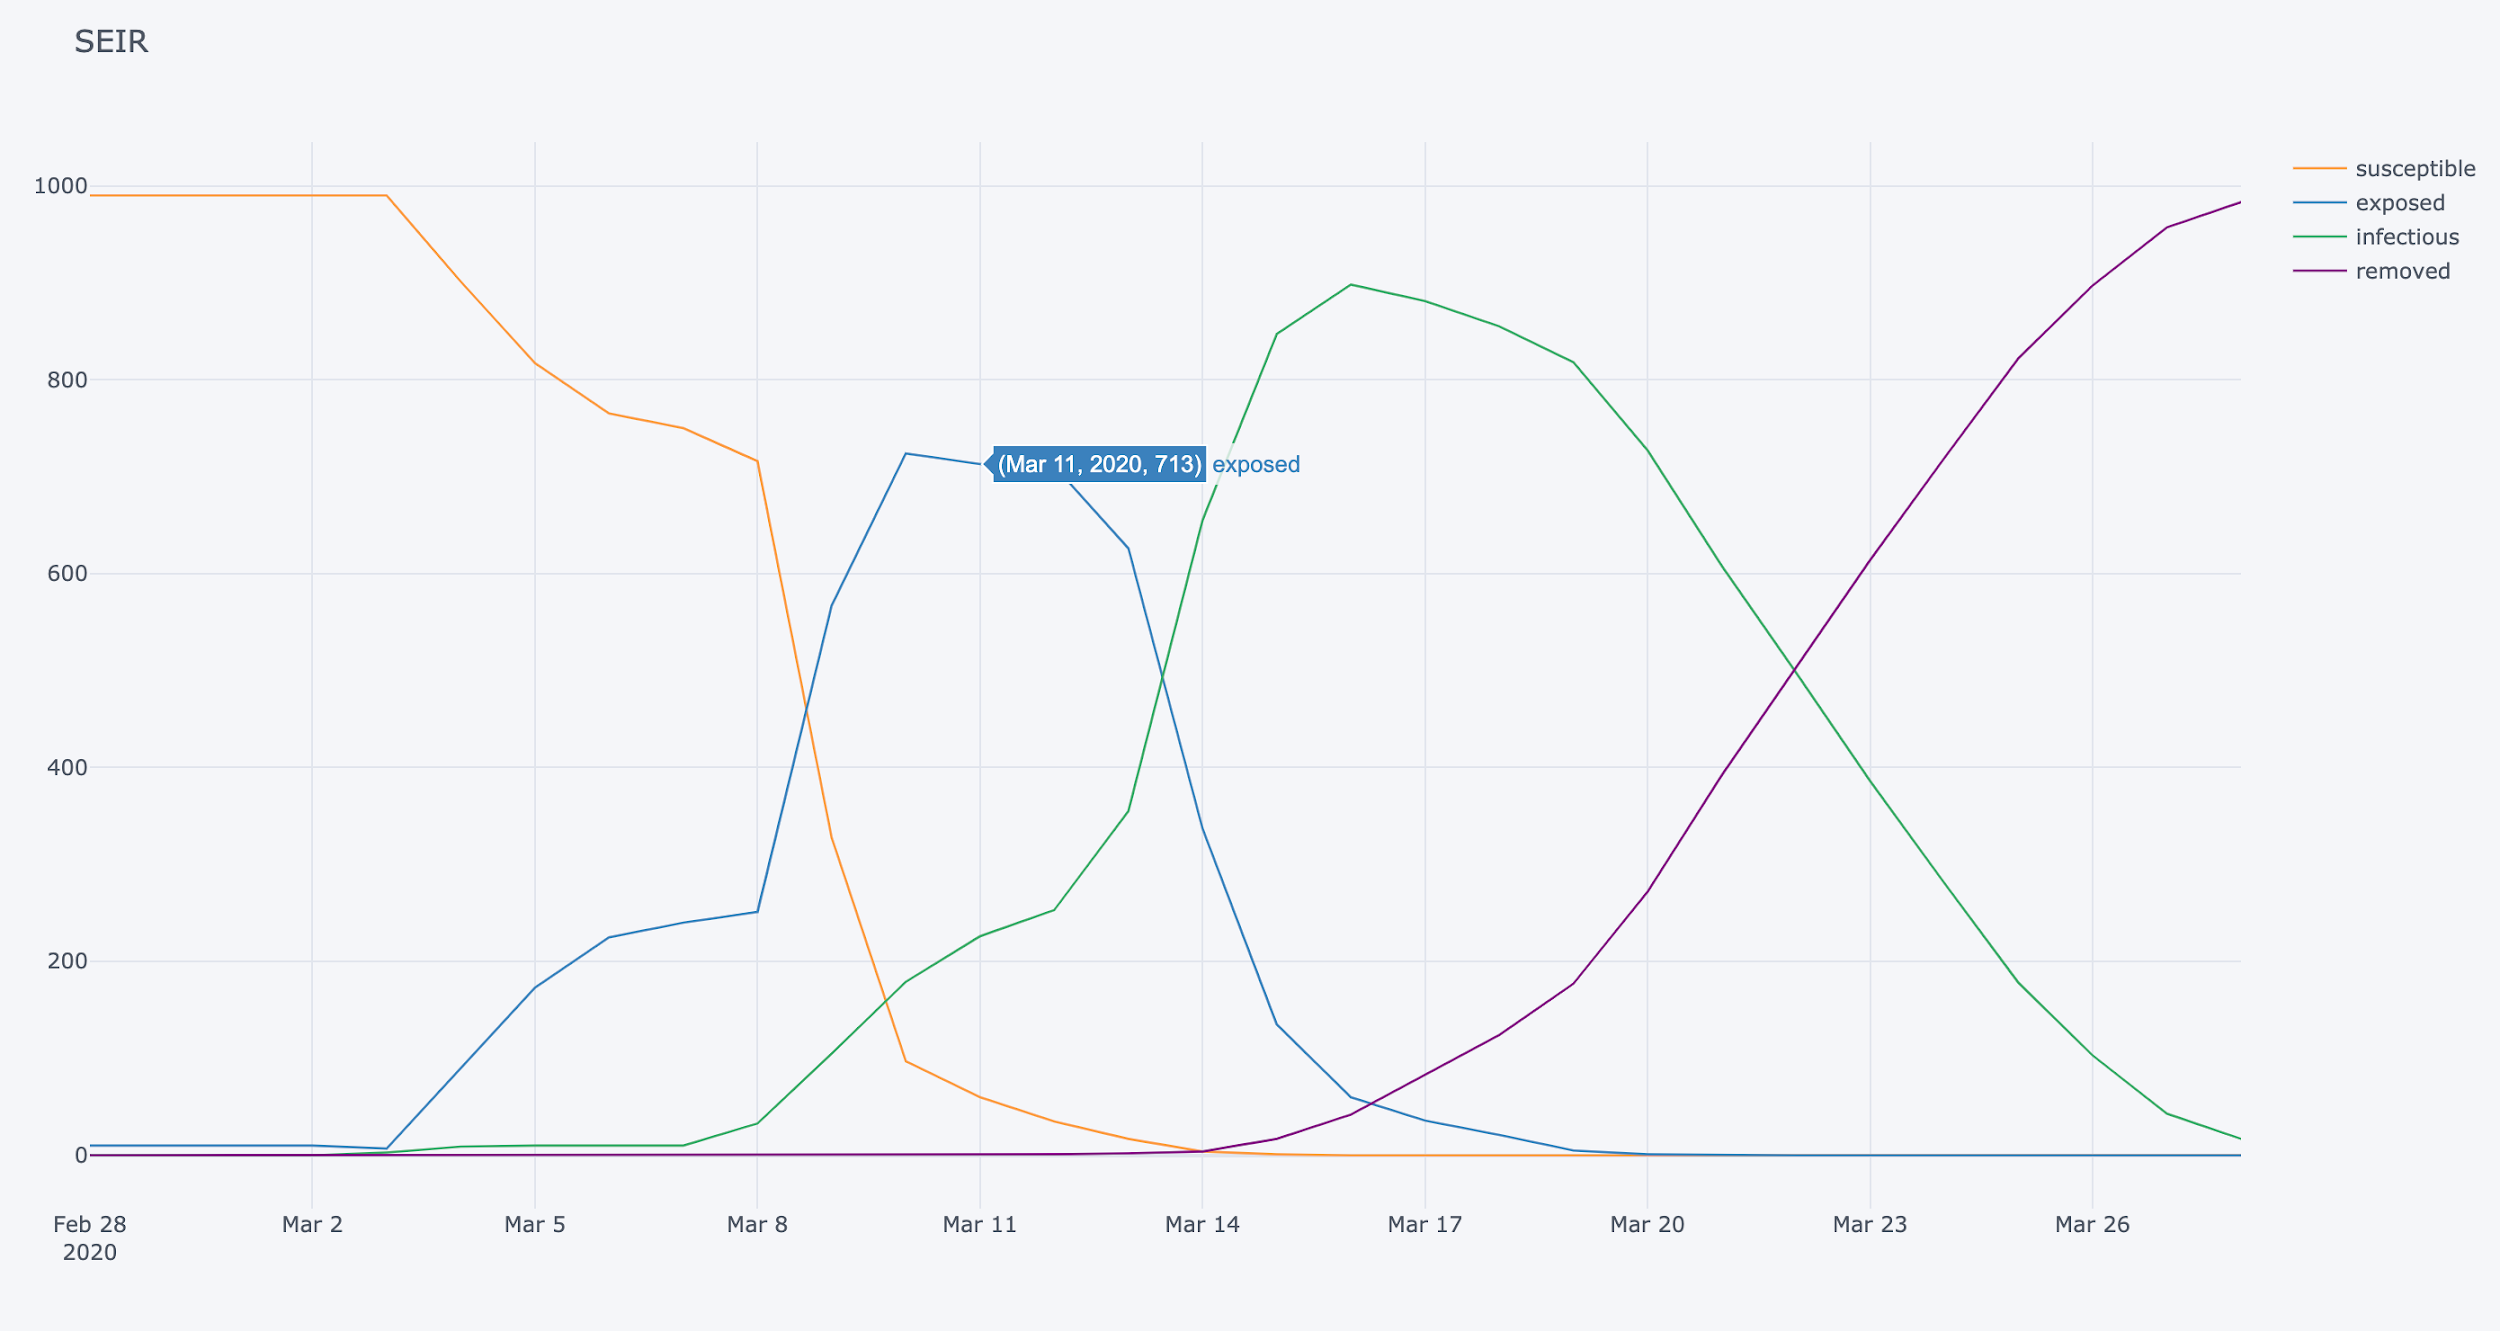 SEIR
1000
800
600
400
200
0
Feb 28
2020
Mar 2
Mar 5
Mar 8
Mar 11
Mar 14
Mar 17
Mar 20
Mar 23
Mar 26
(Mar 11, 2020, 713) exposed
susceptible
exposed
infectious
removed